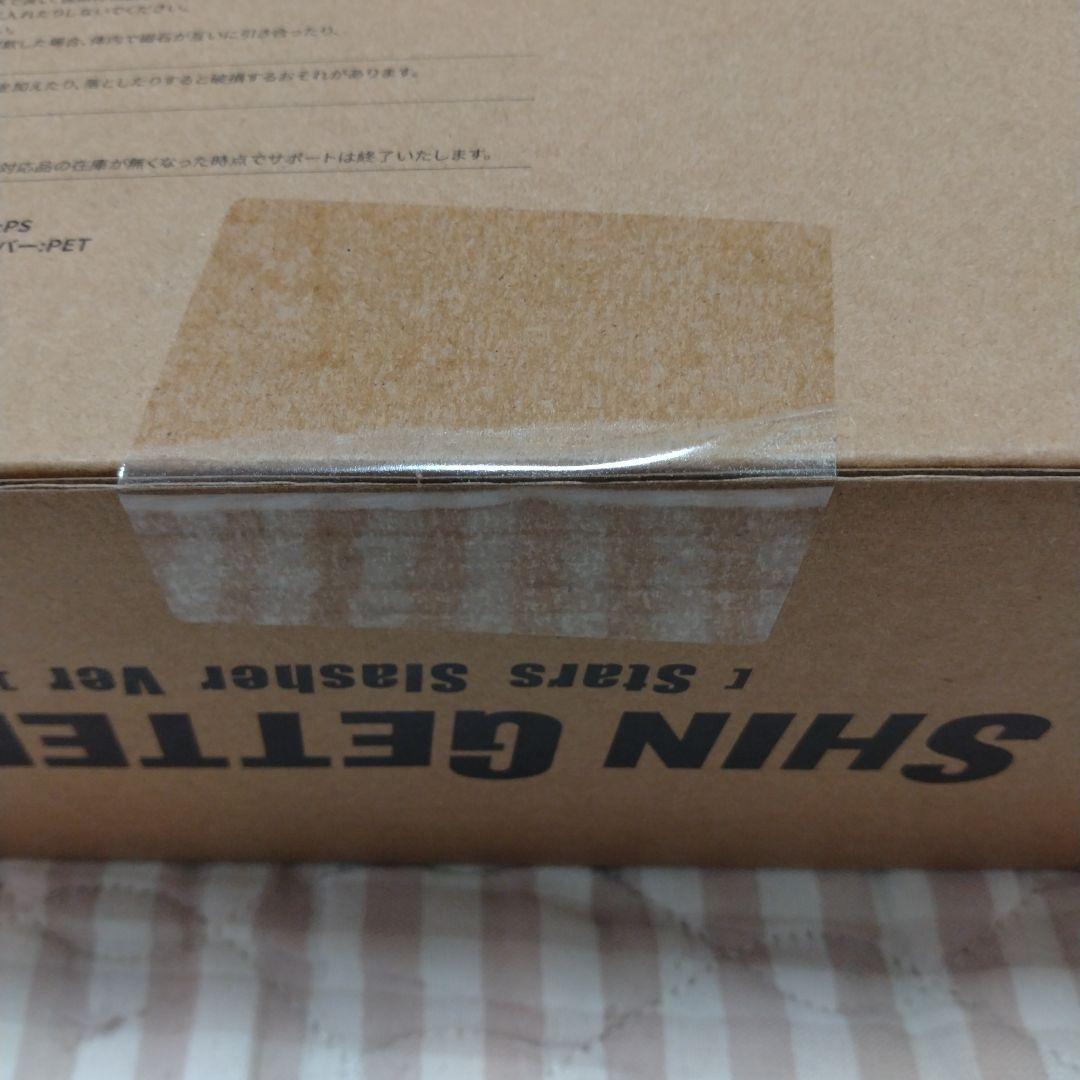 入れたりしないでください。
した場合、体内で磁石が互いに引き合ったり、
を加えたり、落としたりすると破損するおそれがあります。
対応品の在庫が無くなった時点でサポートは終了いたします。
:PS
バー:PET
SHIN GETTE
[ Stars Slasher Ver